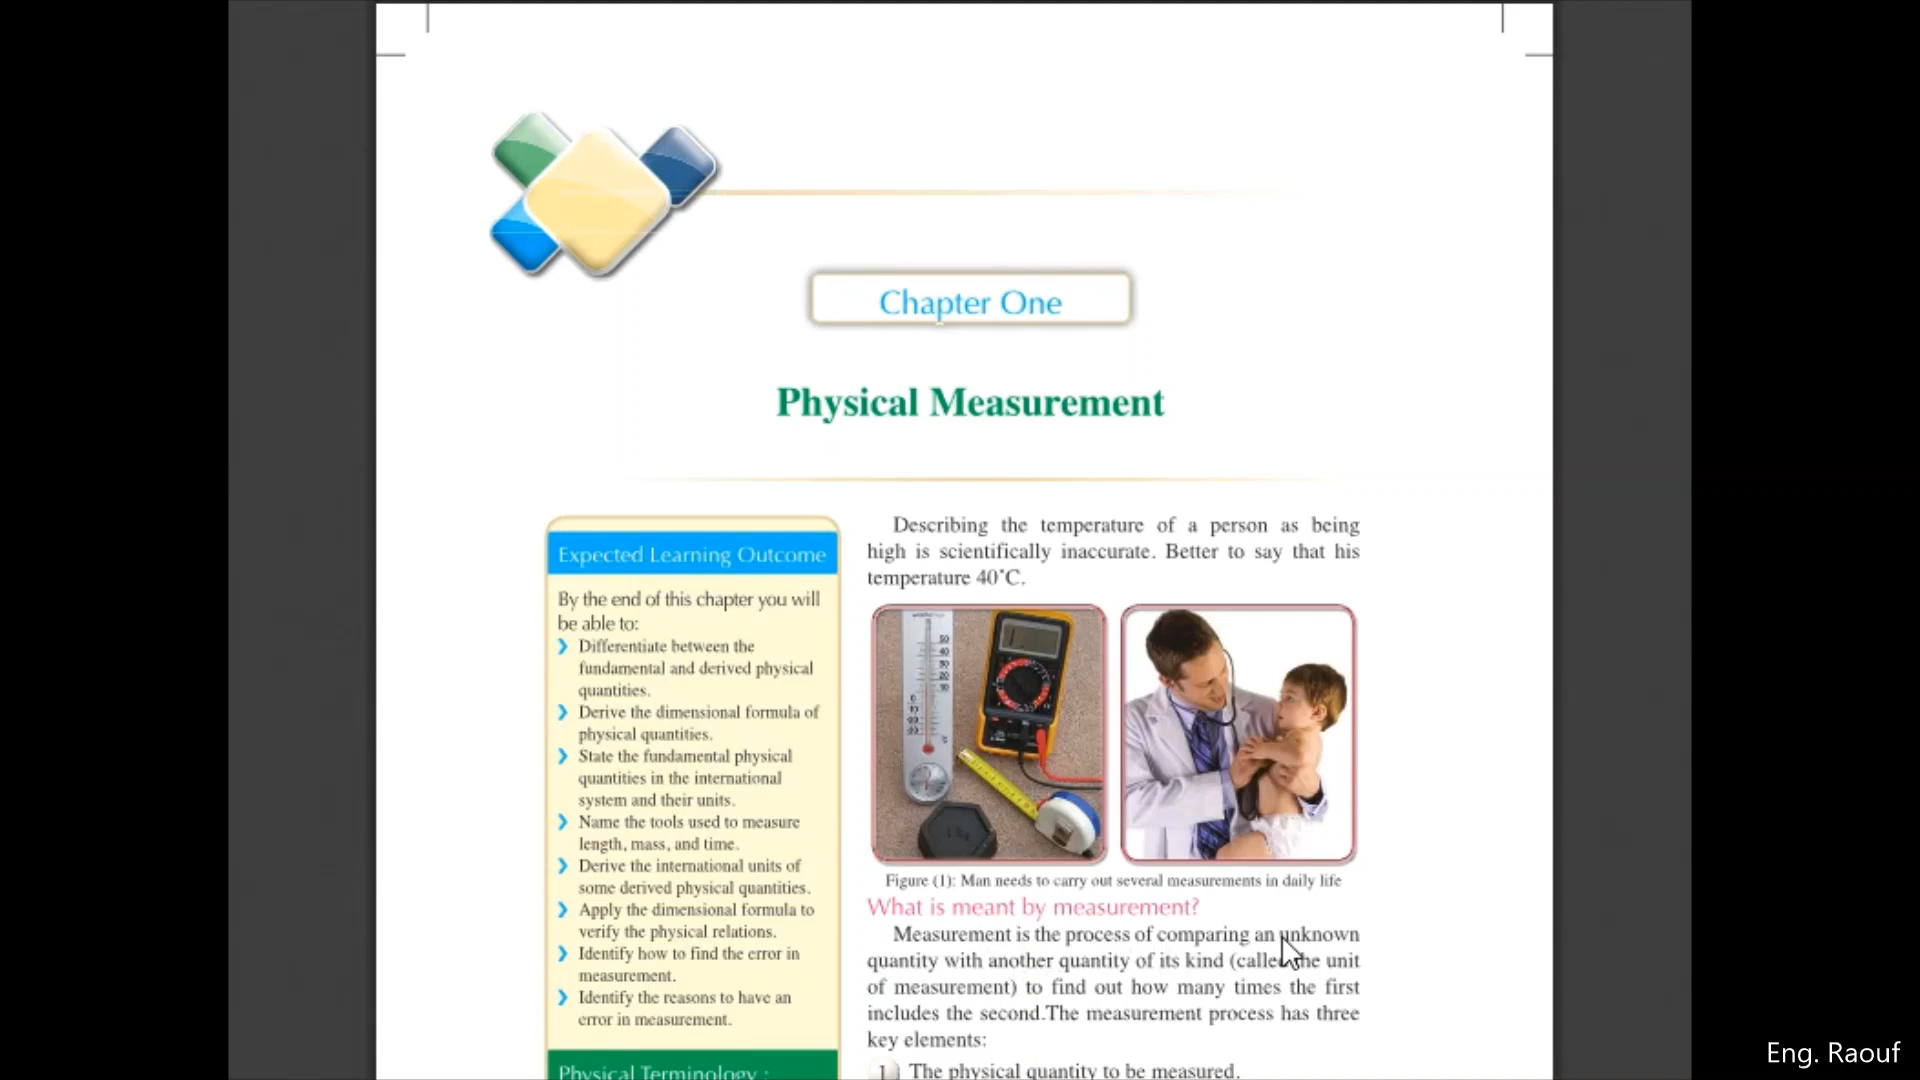 Chapter One
Physical Measurement
Expected Learning Outcome
By the end of this chapter you will
be able to:
Differentiate between the
fundamental and derived physical
quantities.
Derive the dimensional formula of
physical quantities.
State the fundamental physical
quantities in the international
system and their units.
Name the tools used to measure
length, mass, and time.
Derive the international units of
some derived physical quantities.
Apply the dimensional formula to
verify the physical relations.
Identify how to find the error in
measurement.
Identify the reasons to have an
error in measurement.
Physical Terminology :
Describing the temperature of a person as being
high is scientifically inaccurate. Better to say that his
temperature 40˚C.
Figure (1): Man needs to carry out several measurements in daily life
What is meant by measurement?
Measurement is the process of comparing an unknown
quantity with another quantity of its kind (called the unit
of measurement) to find out how many times the first
includes the second.The measurement process has three
key elements:
1 The physical quantity to be measured.
Eng. Raouf